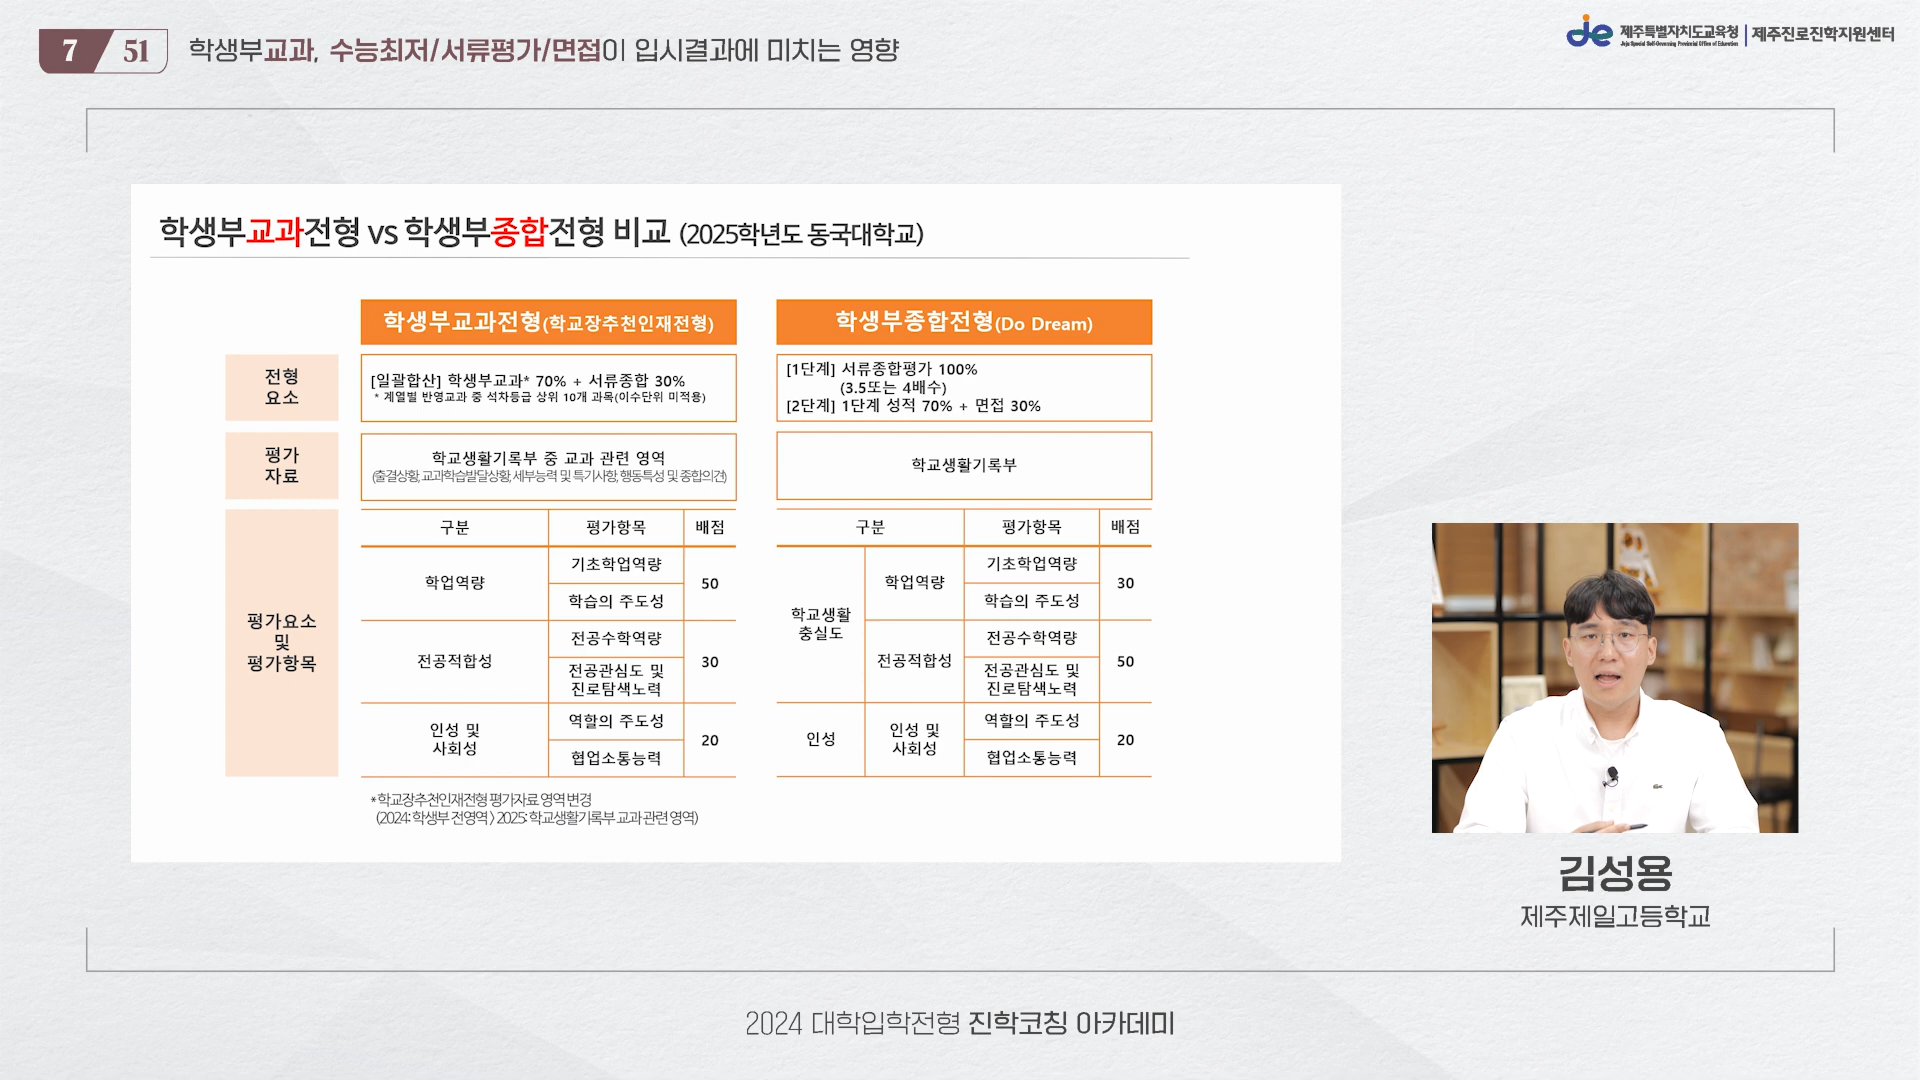 7 51 학생부교과, 수능최저/서류평가/면접이 입시결과에 미치는 영향
제주특별자치도교육청 제주진로진학지원센터
Jeju Special Self-Governing Provincial Office of Education
학생부교과전형 vs 학생부종합전형 비교 (2025학년도 동국대학교)
학생부교과전형(학교장추천인재전형) 학생부종합전형(Do Dream)
전형
요소
[일괄합산] 학생부교과* 70% + 서류종합 30%
* 계열별 반영교과 중 석차등급 상위 10개 과목(이수단위 미적용)
[1단계] 서류종합평가 100%
(3.5또는 4배수)
[2단계] 1단계 성적 70% + 면접 30%
평가
자료
학교생활기록부 중 교과 관련 영역
(출결상황, 교과학습발달상황, 세부능력 및 특기사항, 행동특성 및 종합의견)
학교생활기록부
평가요소
및
평가항목
구분 평가항목 배점
학업역량 기초학업역량 50
학습의 주도성
전공적합성 전공수학역량 30
전공관심도 및
진로탐색노력
인성 및
사회성
역할의 주도성 20
협업소통능력
구분 평가항목 배점
학교생활
충실도
학업역량 기초학업역량 30
학습의 주도성
전공적합성 전공수학역량 50
전공관심도 및
진로탐색노력
인성 인성 및
사회성
역할의 주도성 20
협업소통능력
* 학교장추천인재전형 평가자료 영역 변경
(2024: 학생부 전영역 > 2025: 학교생활기록부 교과 관련 영역)
김성용
제주제일고등학교
2024 대학입학전형 진학코칭 아카데미